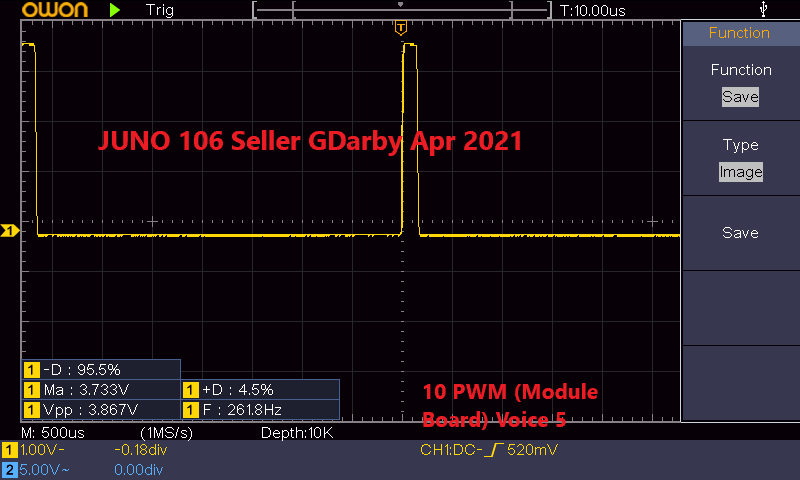 OWON Trig T:10.00us
T
Function
Function
Save
JUNO 106 Seller GDarby Apr 2021
Type
Image
1
Save
1 -D : 95.5%
1 Ma : 3.733V 1 +D : 4.5%
1 Vpp : 3.867V 1 F : 261.8Hz
10 PWM (Module
Board) Voice 5
M: 500us (1MS/s) Depth:10K
1 1.00V- -0.18div CH1:DC- 520mV
2 5.00V~ 0.00div